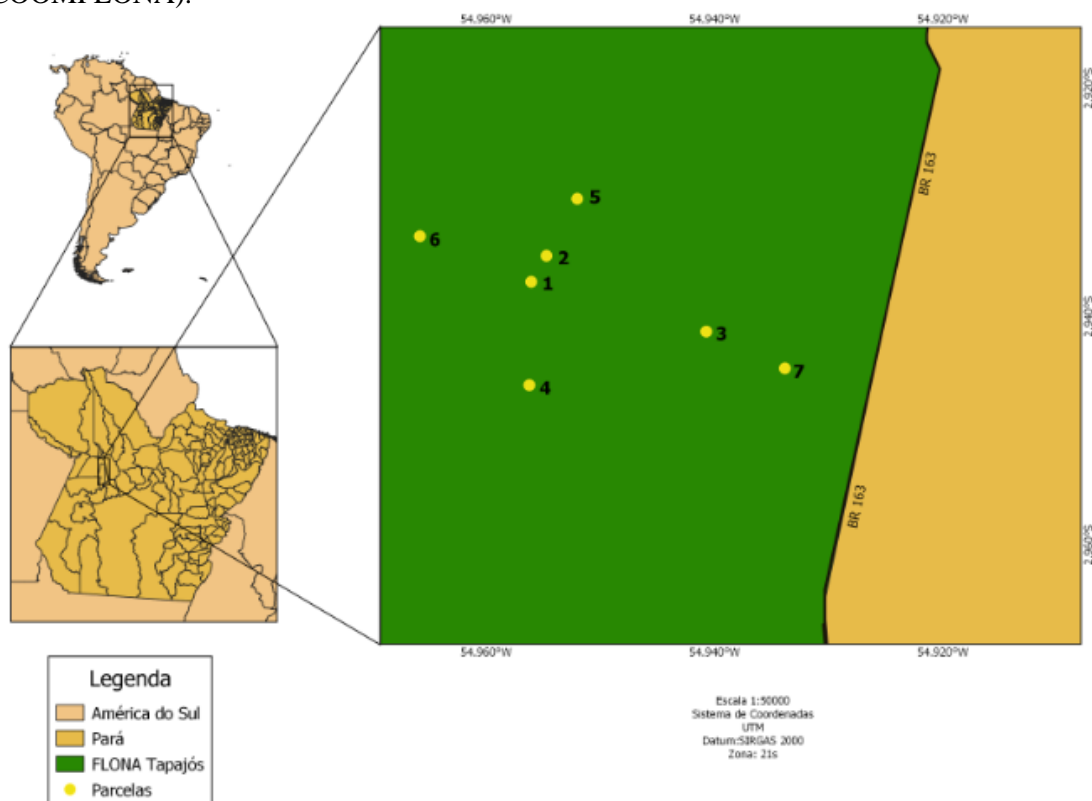 54.960°W 54.940°W 54.920°W
2.920°S
BR 163
5
6
2
1
2.940°S
3
7
4
BR 163
2.960°S
54.960°W 54.940°W 54.920°W
Legenda
América do Sul
Pará
FLONA Tapajós
Parcelas
Escala 1:50000
Sistema de Coordenadas
UTM
Datum:SIRGAS 2000
Zona: 21s